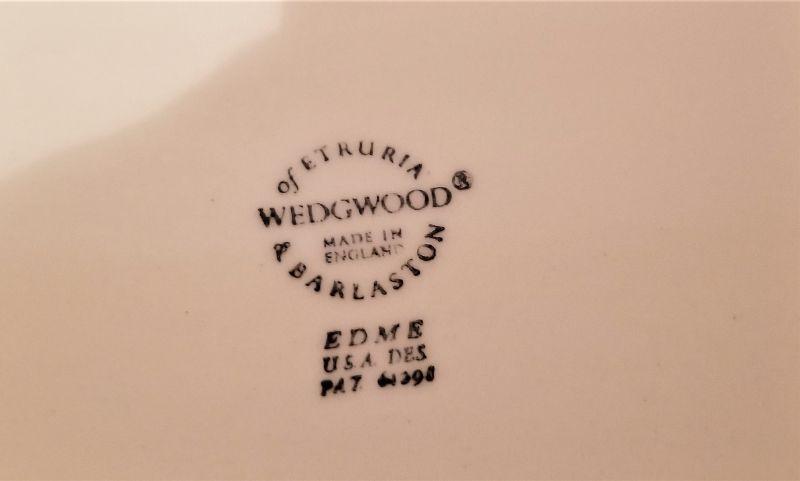 of ETRURIA
WEDGWOOD®
MADE IN
ENGLAND
& BARLASTON
EDME
U.S.A. DES.
PAT.